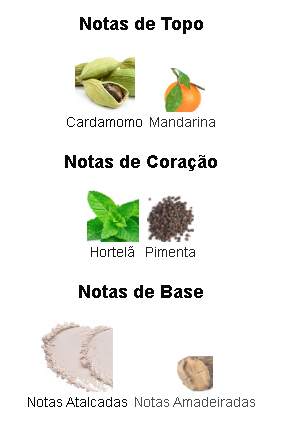 Notas de Topo
Cardamomo Mandarina
Notas de Coração
Hortelã Pimenta
Notas de Base
Notas Atalcadas Notas Amadeiradas